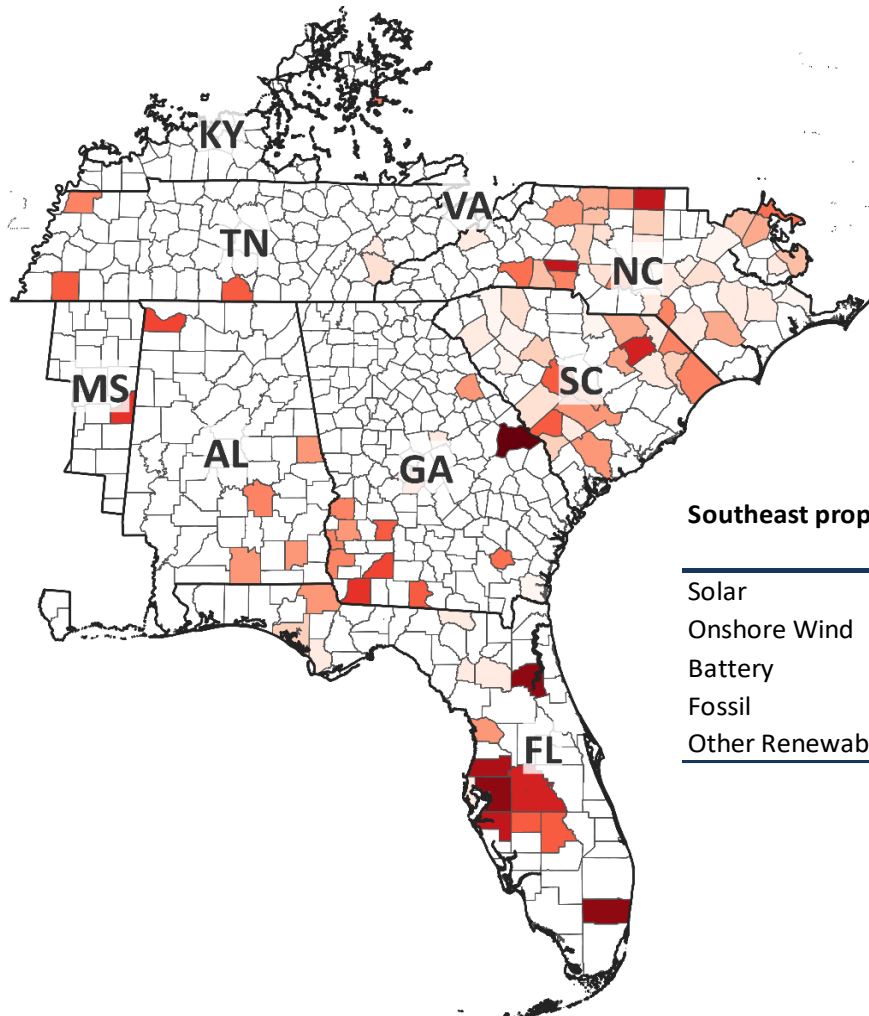 KY
VA
TN
NC
MS
SC
AL
GA
Southeast prop
Solar
Onshore Wind
Battery
Fossil
Other Renewab
FL